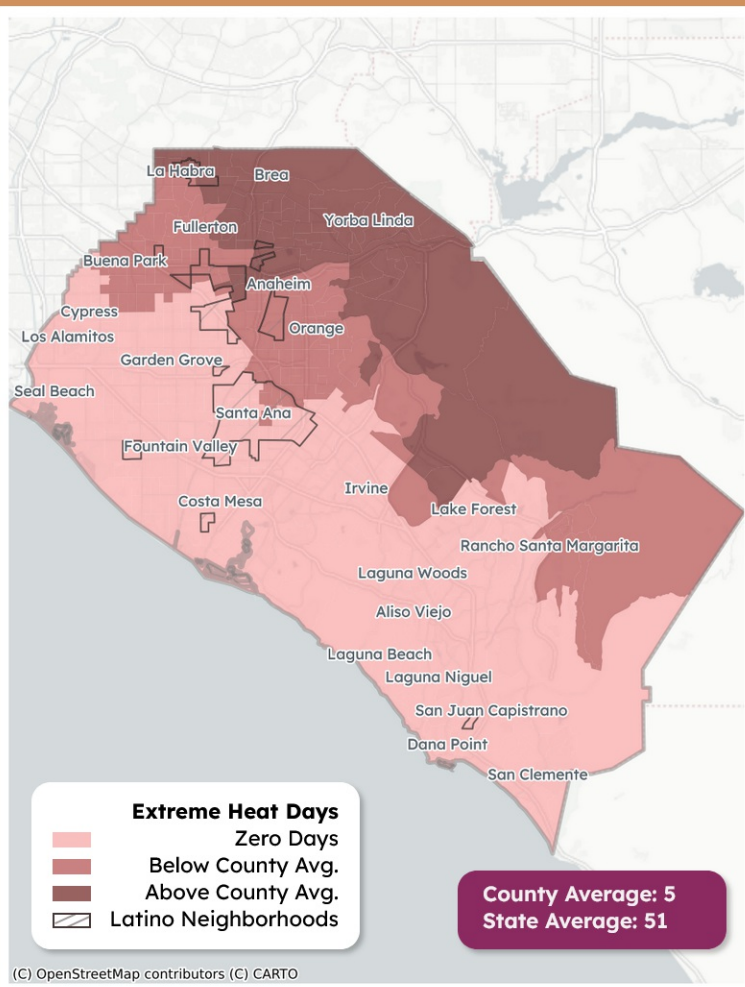 La Habra
Brea
Yorba Linda
Fullerton
Buena Park
Anaheim
Cypress
Orange
Los Alamitos
Garden Grove
Seal Beach
Santa Ana
Fountain Valley
Irvine
Costa Mesa
Lake Forest
Rancho Santa Margarita
Laguna Woods
Aliso Viejo
Laguna Beach
Laguna Niguel
San Juan Capistrano
Dana Point
San Clemente
Extreme Heat Days
Zero Days
Below County Avg.
Above County Avg.
Latino Neighborhoods
County Average: 5
State Average: 51
(C) OpenStreetMap contributors (C) CARTO